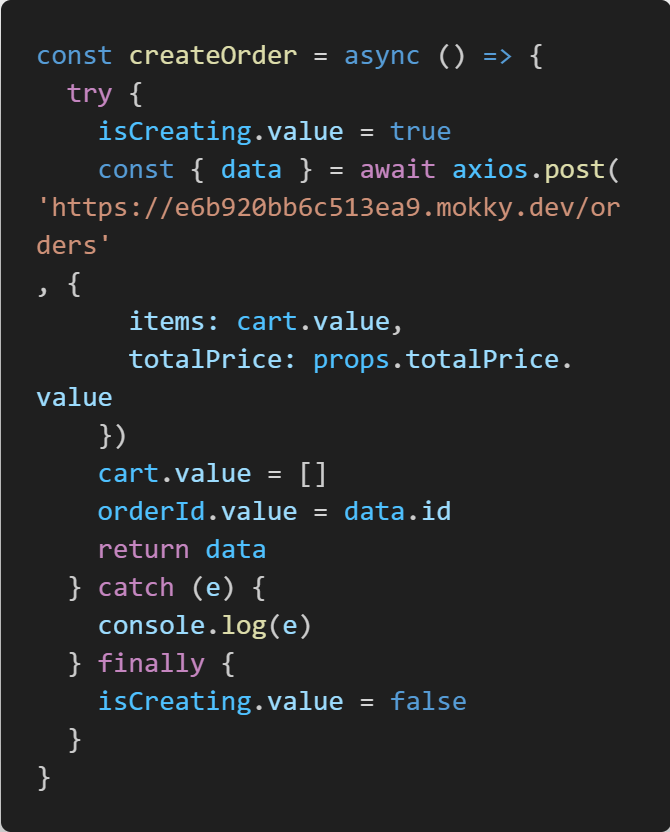 const createOrder = async () => {
  try {
    isCreating.value = true
    const { data } = await axios.post(
'https://e6b920bb6c513ea9.mokky.dev/or
ders'
, {
      items: cart.value,
      totalPrice: props.totalPrice.
value
    })
    cart.value = []
    orderId.value = data.id
    return data
  } catch (e) {
    console.log(e)
  } finally {
    isCreating.value = false
  }
}